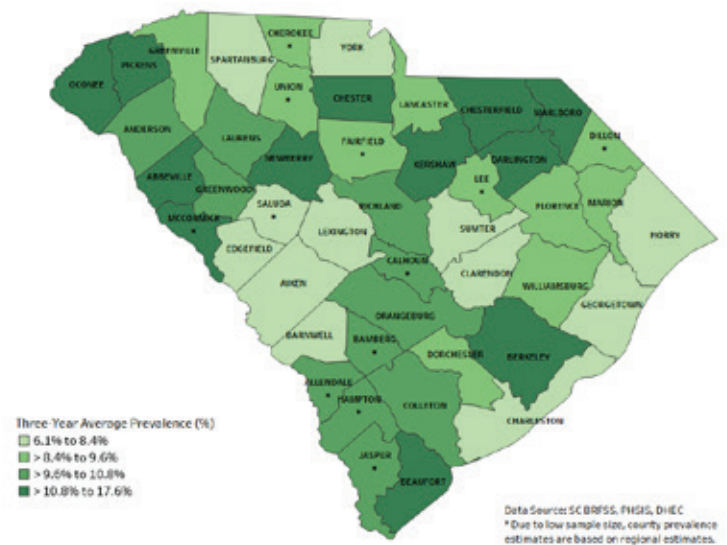 CHEROKEE
*
GREENVILLE
SPARTANBURG
YORK
OCONEE
PICKENS
UNION
*
CHESTER
LANCASTER
CHESTERFIELD
MARLBORO
ANDERSON
LAURENS
FAIRFIELD
*
DILLON
*
NEWBERRY
KERSHAW
DARLINGTON
ABBEVILLE
GREENWOOD
LEE
*
SALUDA
*
RICHLAND
FLORENCE
MARION
MCCORMICK
*
LEXINGTON
SUMTER
HORRY
EDGEFIELD
CALHOUN
*
CLARENDON
AIKEN
WILLIAMSBURG
GEORGETOWN
ORANGEBURG
BARNWELL
BAMBERG
*
DORCHESTER
BERKELEY
ALLENDALE
*
HAMPTON
*
COLLETON
CHARLESTON
JASPER
*
BEAUFORT
Three-Year Average Prevalence (%)
6.1% to 8.4%
> 8.4% to 9.6%
> 9.6% to 10.8%
> 10.8% to 17.6%
Data Source: SC BRFSS, PHSIS, DHEC
* Due to low sample size, county prevalence
estimates are based on regional estimates.